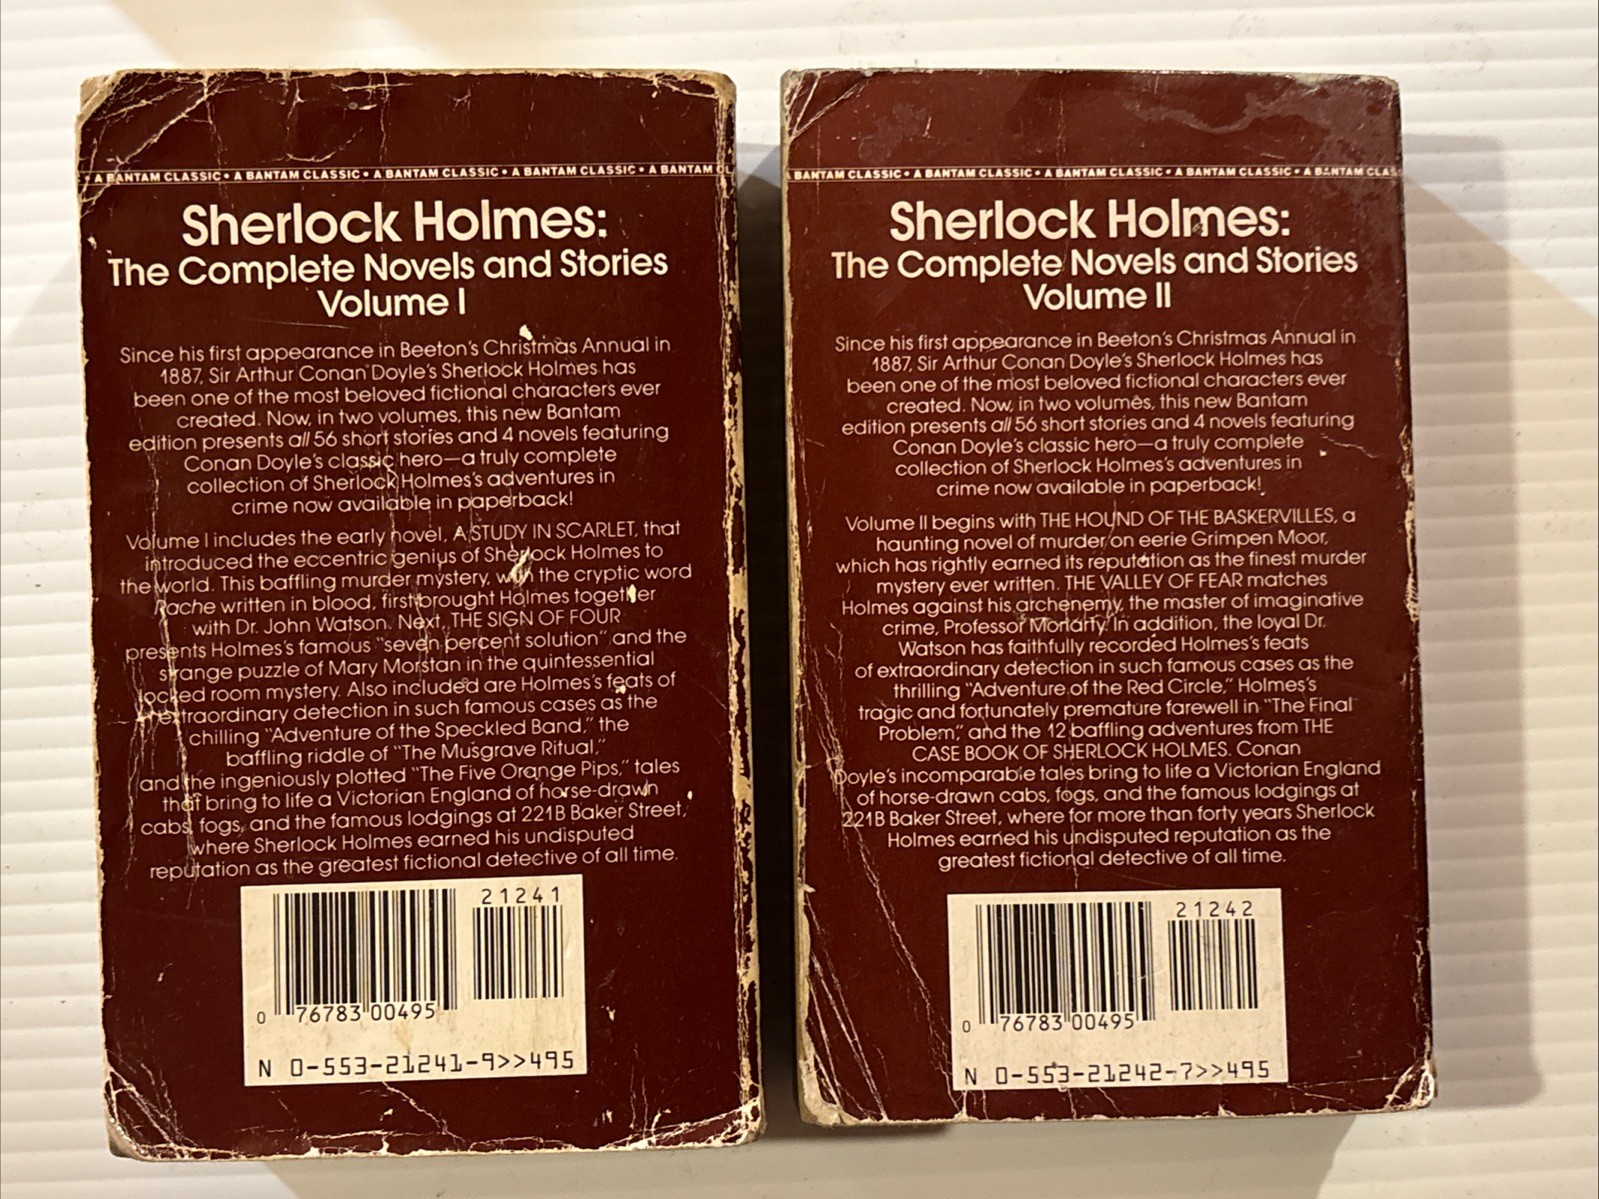 A BANTAM CLASSIC • A BANTAM CLASSIC • A BANTAM CLASSIC • A BANTAM CLASSIC • A BANTAM CL
Sherlock Holmes:
The Complete Novels and Stories
Volume I
Since his first appearance in Beeton's Christmas Annual in
1887, Sir Arthur Conan Doyle's Sherlock Holmes has
been one of the most beloved fictional characters ever
created. Now, in two volumes, this new Bantam
edition presents all 56 short stories and 4 novels featuring
Conan Doyle's classic hero—a truly complete
collection of Sherlock Holmes's adventures in
crime now available in paperback!
Volume I includes the early novel, A STUDY IN SCARLET, that
introduced the eccentric genius of Sherlock Holmes to
the world. This baffling murder mystery, with the cryptic word
Rache written in blood, first brought Holmes together
with Dr. John Watson. Next, THE SIGN OF FOUR
presents Holmes's famous "seven percent solution" and the
strange puzzle of Mary Morstan in the quintessential
locked room mystery. Also included are Holmes's feats of
extraordinary detection in such famous cases as the
chilling "Adventure of the Speckled Band," the
baffling riddle of "The Musgrave Ritual,"
and the ingeniously plotted "The Five Orange Pips," tales
that bring to life a Victorian England of horse-drawn
cabs, fogs, and the famous lodgings at 221B Baker Street,
where Sherlock Holmes earned his undisputed
reputation as the greatest fictional detective of all time.
21241
0 76783 00495
N 0-553-21241-9>>495
BANTAM CLASSIC • A BANTAM CLASSIC • A BANTAM CLASSIC • A BANTAM CLASSIC • A BANTAM CLAS
Sherlock Holmes:
The Complete Novels and Stories
Volume II
Since his first appearance in Beeton's Christmas Annual in
1887, Sir Arthur Conan Doyle's Sherlock Holmes has
been one of the most beloved fictional characters ever
created. Now, in two volumes, this new Bantam
edition presents all 56 short stories and 4 novels featuring
Conan Doyle's classic hero—a truly complete
collection of Sherlock Holmes's adventures in
crime now available in paperback!
Volume II begins with THE HOUND OF THE BASKERVILLES, a
haunting novel of murder on eerie Grimpen Moor,
which has rightly earned its reputation as the finest murder
mystery ever written. THE VALLEY OF FEAR matches
Holmes against his archenemy, the master of imaginative
crime, Professor Moriarty. In addition, the loyal Dr.
Watson has faithfully recorded Holmes's feats
of extraordinary detection in such famous cases as the
thrilling "Adventure of the Red Circle," Holmes's
tragic and fortunately premature farewell in "The Final
Problem," and the 12 baffling adventures from THE
CASE BOOK OF SHERLOCK HOLMES. Conan
Doyle's incomparable tales bring to life a Victorian England
of horse-drawn cabs, fogs, and the famous lodgings at
221B Baker Street, where for more than forty years Sherlock
Holmes earned his undisputed reputation as the
greatest fictional detective of all time.
21242
0 76783 00495
N 0-553-21242-7>>495